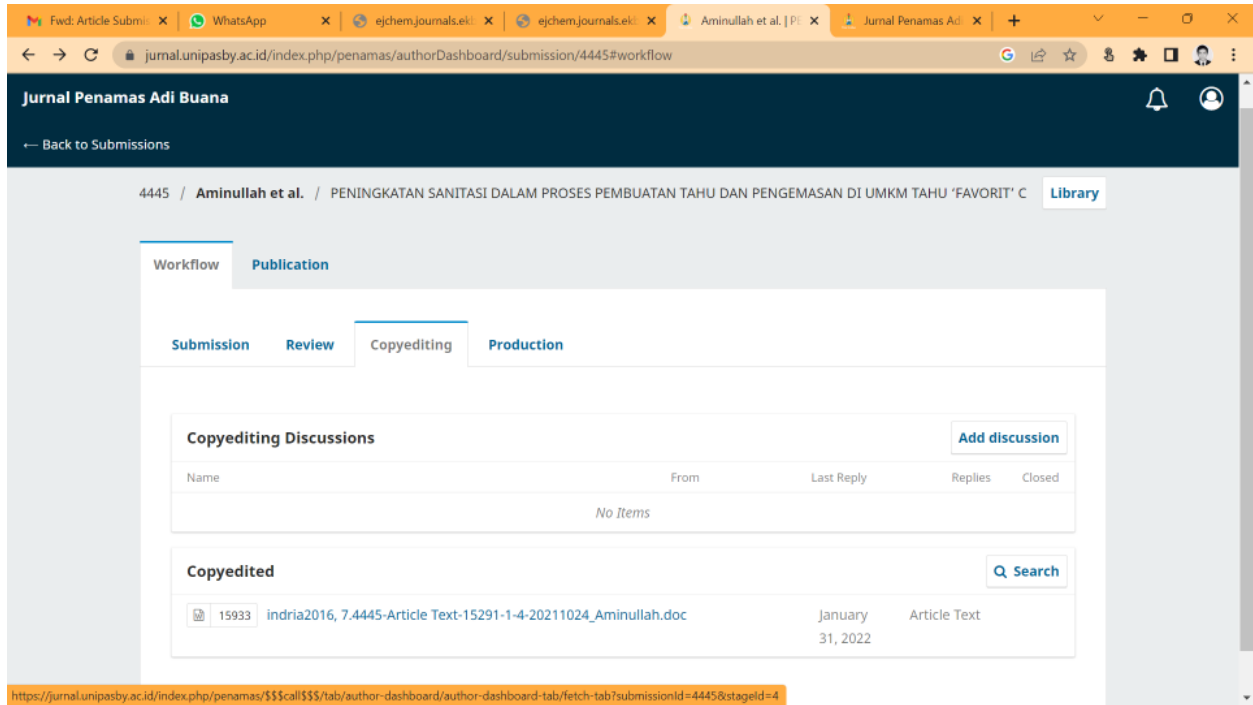 Fwd: Article Submi WhatsApp ejchem.journals.ek ejchem.journals.ek Aminullah et al. | PE Jurnal Penamas Adi
jurnal.unipasby.ac.id/index.php/penamas/authorDashboard/submission/4445#workflow
Jurnal Penamas Adi Buana
← Back to Submissions
4445 / Aminullah et al. / PENINGKATAN SANITASI DALAM PROSES PEMBUATAN TAHU DAN PENGEMASAN DI UMKM TAHU ‘FAVORIT’ C Library
Workflow Publication
Submission Review Copyediting Production
Copyediting Discussions Add discussion
Name From Last Reply Replies Closed
No Items
Copyedited Search
15933 indria2016, 7.4445-Article Text-15291-1-4-20211024_Aminullah.doc January Article Text
31, 2022
https://jurnal.unipasby.ac.id/index.php/penamas/$$$call$$$/tab/author-dashboard/author-dashboard-tab/fetch-tab?submissionId=4445&stageId=4